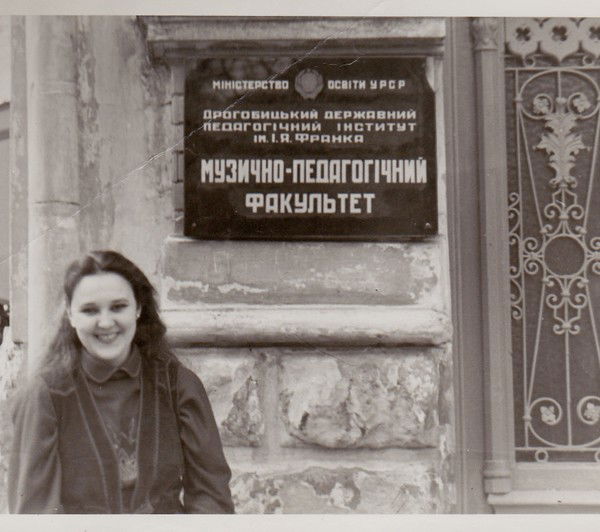 МІНІСТЕРСТВО ОСВІТИ УРСР
ДРОГОБИЦЬКИЙ ДЕРЖАВНИЙ
ПЕДАГОГІЧНИЙ ІНСТИТУТ
ІМ. І. Я. ФРАНКА
МУЗИЧНО-ПЕДАГОГІЧНИЙ
ФАКУЛЬТЕТ